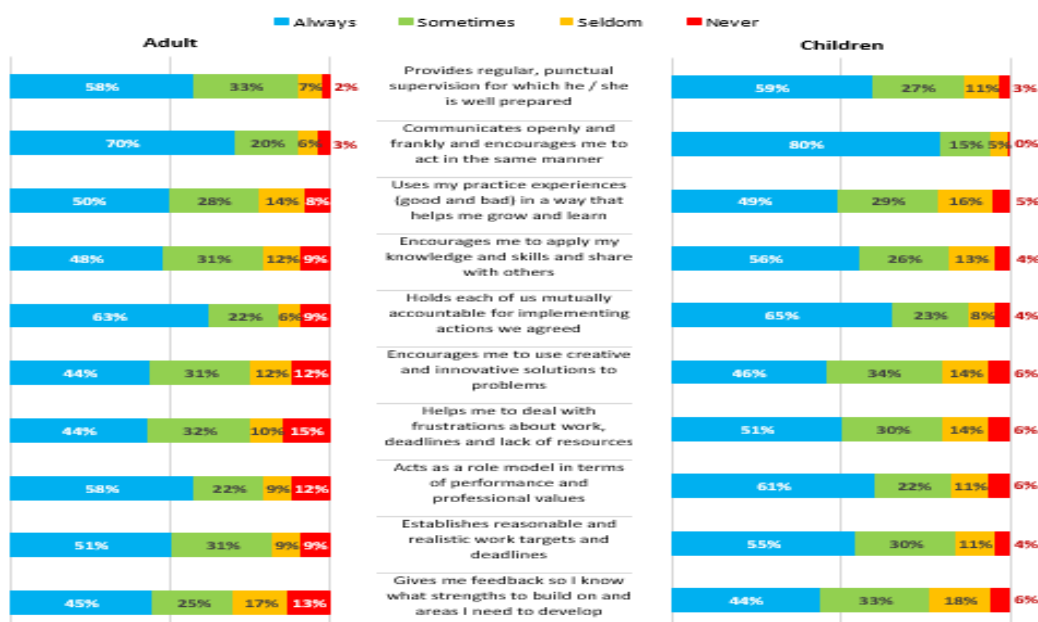 Always Sometimes Seldom Never
Adult
Children
58% 33% 7% 2%
Provides regular, punctual
supervision for which he / she
is well prepared
59% 27% 11% 3%
70% 20% 6% 3%
Communicates openly and
frankly and encourages me to
act in the same manner
80% 15% 5% 0%
50% 28% 14% 8%
Uses my practice experiences
(good and bad) in a way that
helps me grow and learn
49% 29% 16% 5%
48% 31% 12% 9%
Encourages me to apply my
knowledge and skills and share
with others
56% 26% 13% 4%
63% 22% 6% 9%
Holds each of us mutually
accountable for implementing
actions we agreed
65% 23% 8% 4%
44% 31% 12% 12%
Encourages me to use creative
and innovative solutions to
problems
46% 34% 14% 6%
44% 32% 10% 15%
Helps me to deal with
frustrations about work,
deadlines and lack of resources
51% 30% 14% 6%
58% 22% 9% 12%
Acts as a role model in terms
of performance and
professional values
61% 22% 11% 6%
51% 31% 9% 9%
Establishes reasonable and
realistic work targets and
deadlines
55% 30% 11% 4%
45% 25% 17% 13%
Gives me feedback so I know
what strengths to build on and
areas I need to develop
44% 33% 18% 6%